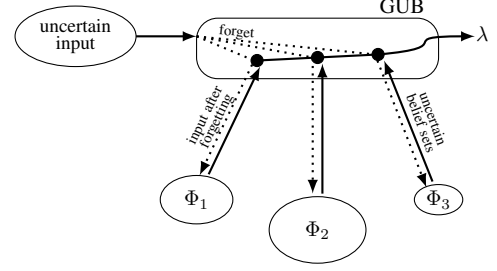 GUB
uncertain
input
forget
λ
input after
forgetting
uncertain
belief sets
Φ1
Φ2
Φ3